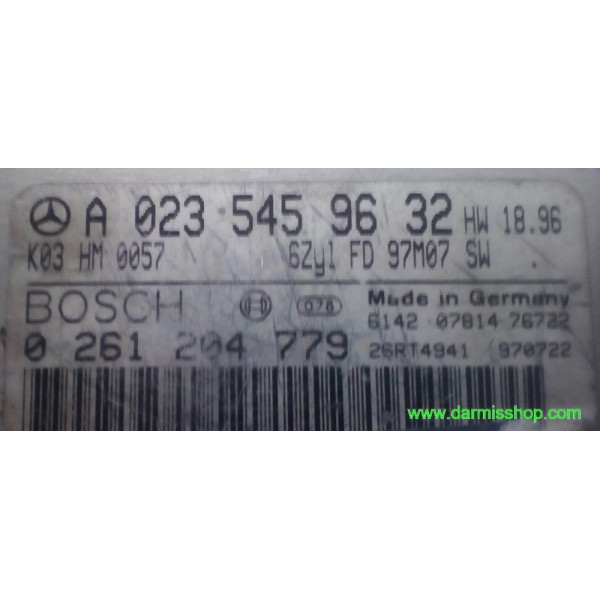 A 023 545 96 32 HW 18.96
K03 HM 0057 6Zyl FD 97M07 SW .
BOSCH 078 Made in Germany
6142 07814 76722
0 261 204 779 26RT4941 970722
www.darmisshop.com